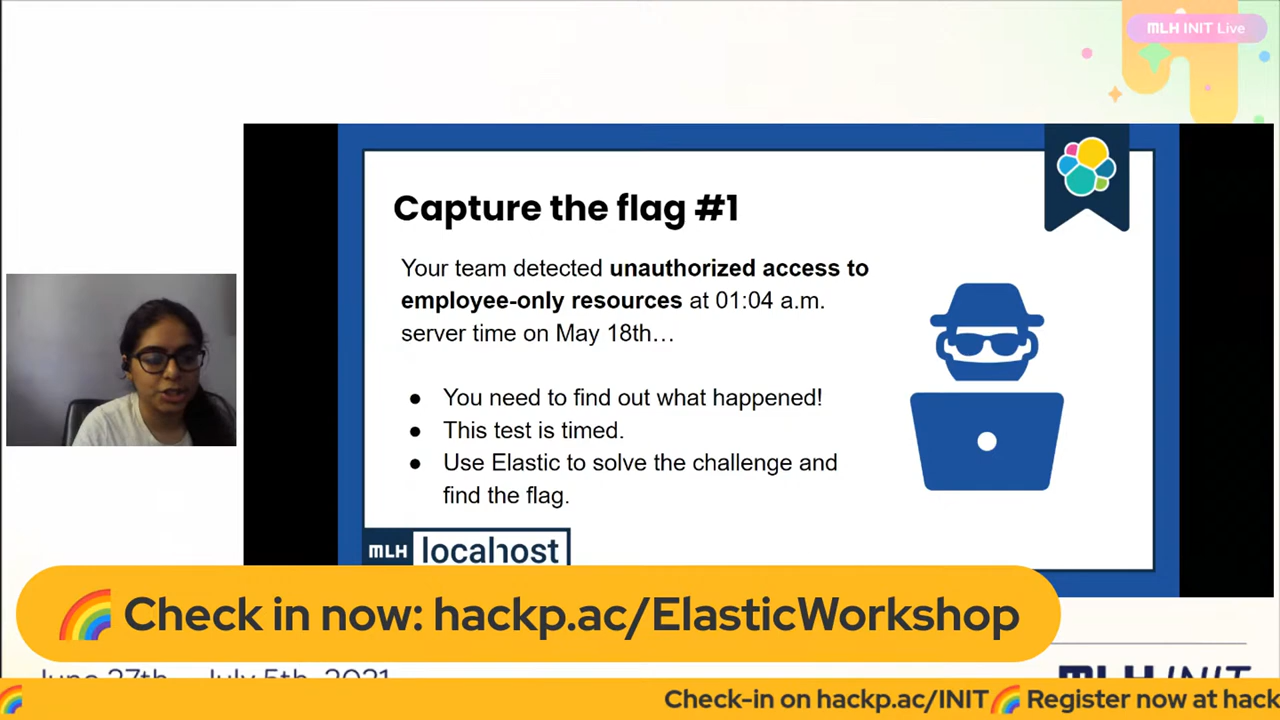 MLH INIT Live
Capture the flag #1
Your team detected unauthorized access to
employee-only resources at 01:04 a.m.
server time on May 18th…
● You need to find out what happened!
● This test is timed.
● Use Elastic to solve the challenge and
find the flag.
MLH localhost
Check in now: hackp.ac/ElasticWorkshop
June 27th - July 5th, 2021
MLH INIT
Check-in on hackp.ac/INIT 🌈 Register now at hack